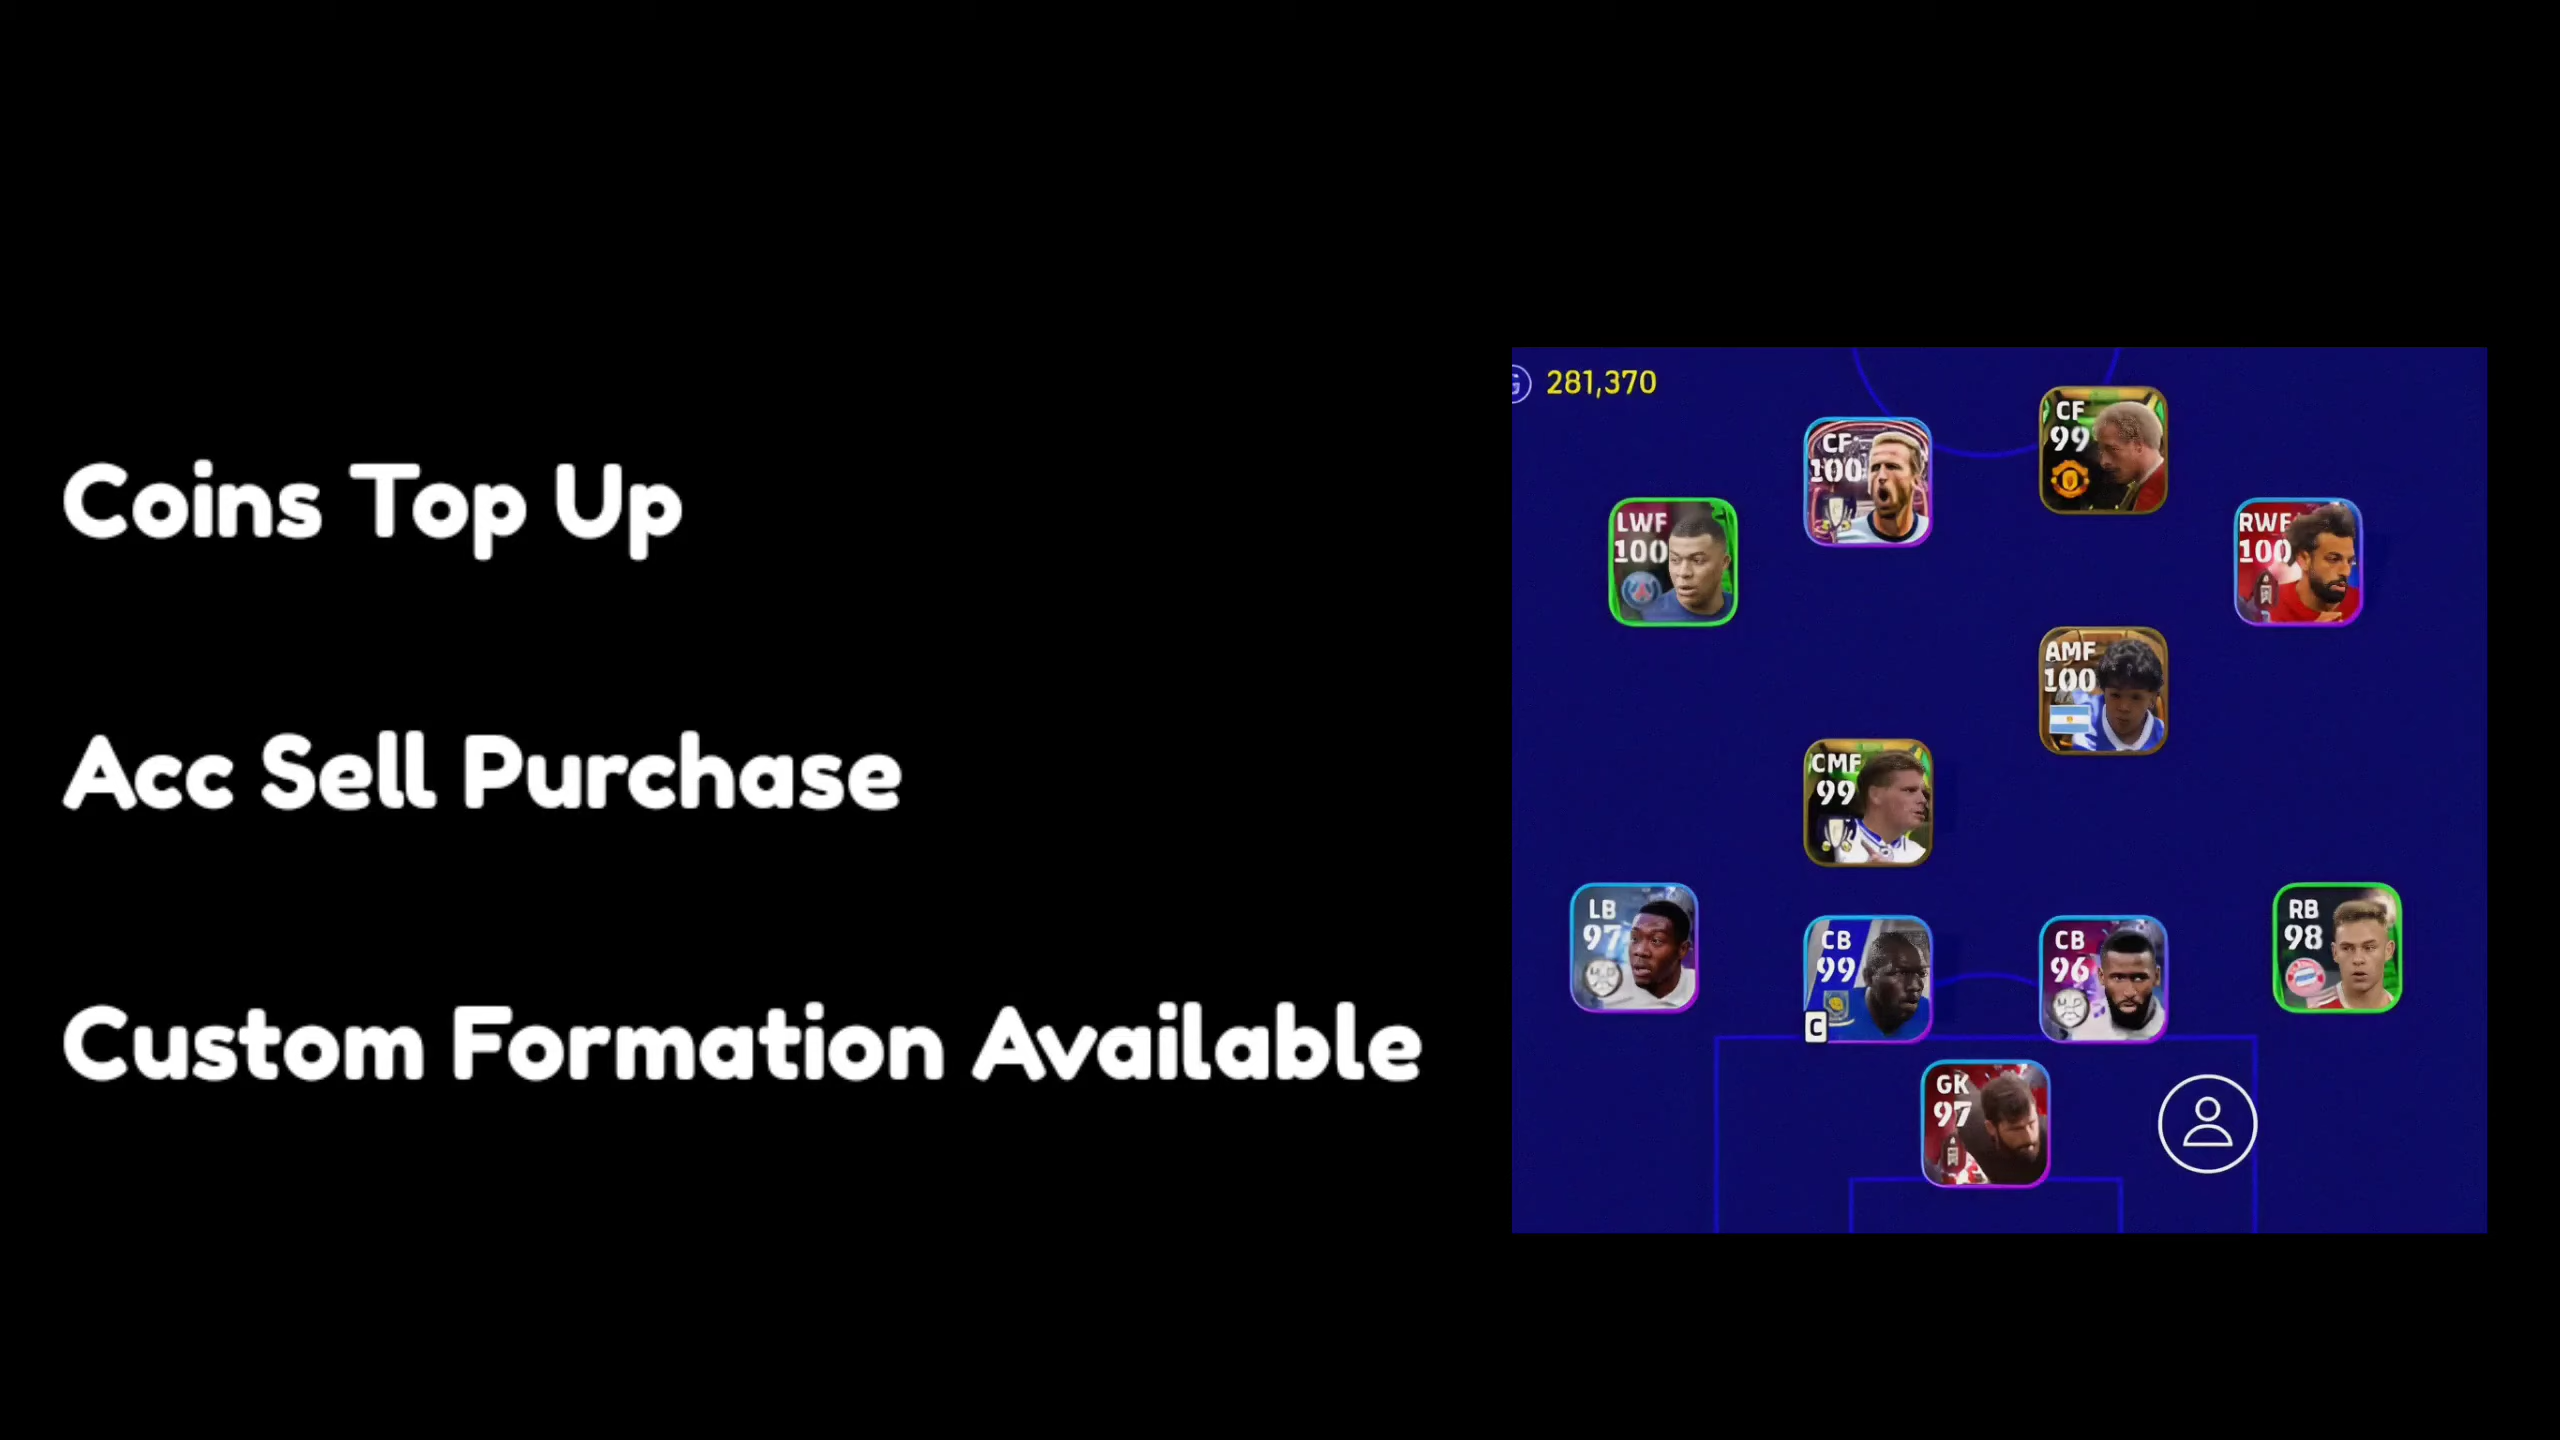 Coins Top Up
Acc Sell Purchase
Custom Formation Available
281,370
CF
99
CF
100
LWF
100
RWF
100
AMF
100
CMF
99
LB
97
CB
99
C
CB
96
RB
98
GK
97